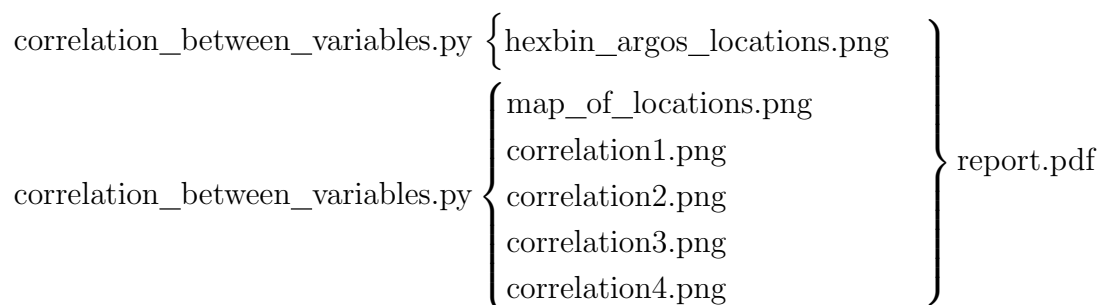 correlation_between_variables.py { hexbin_argos_locations.png
map_of_locations.png
correlation1.png
correlation2.png
correlation3.png
correlation4.png
correlation_between_variables.py
report.pdf